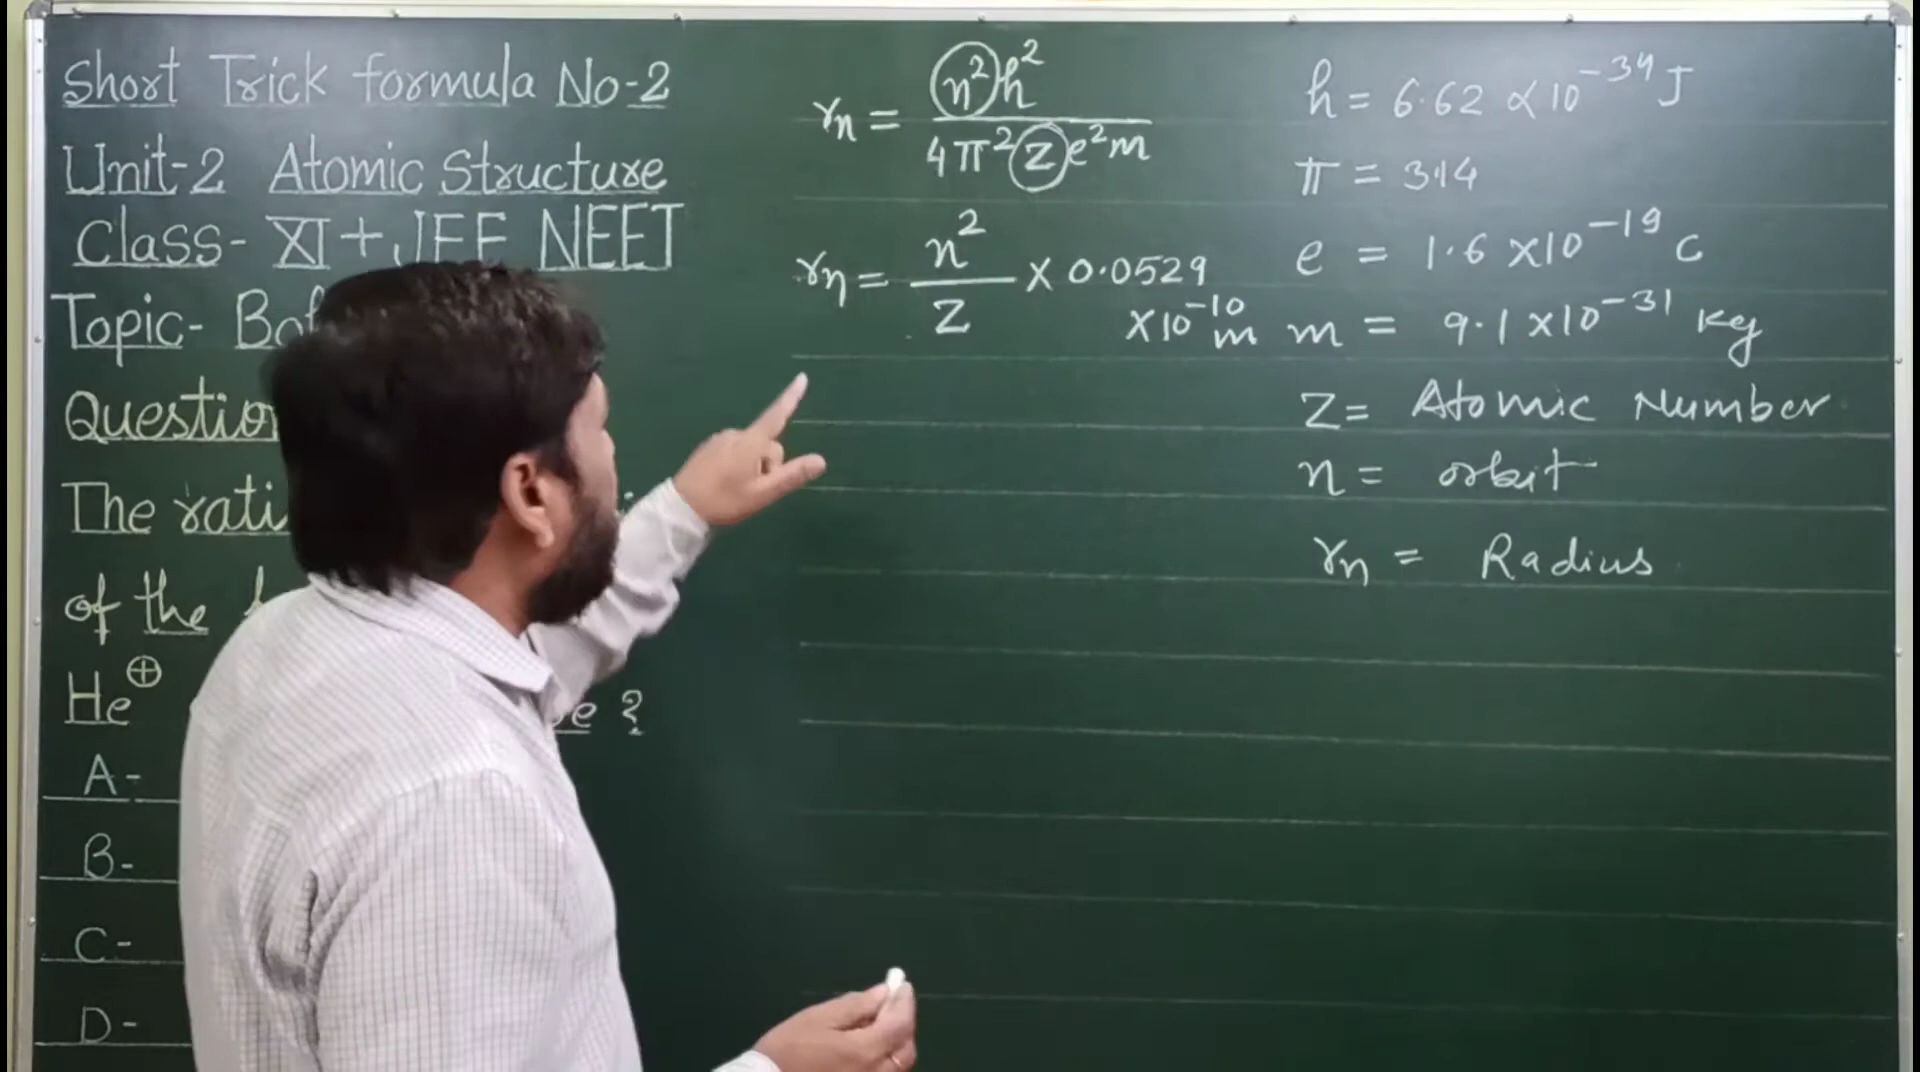 Short Trick formula No-2
Unit-2 Atomic Structure
Class- XI + JEE NEET
Topic-
Question
The
of the
He⊕ ?
A-
B-
C-
D-
rn = n²h² / 4π²Ze²m
rn = n² / Z × 0.0529
×10⁻¹⁰ m
h = 6.62 ×10⁻³⁴ J
π = 3.14
e = 1.6 ×10⁻¹⁹ C
m = 9.1 ×10⁻³¹ Kg
Z = Atomic Number
n = orbit
rn = Radius